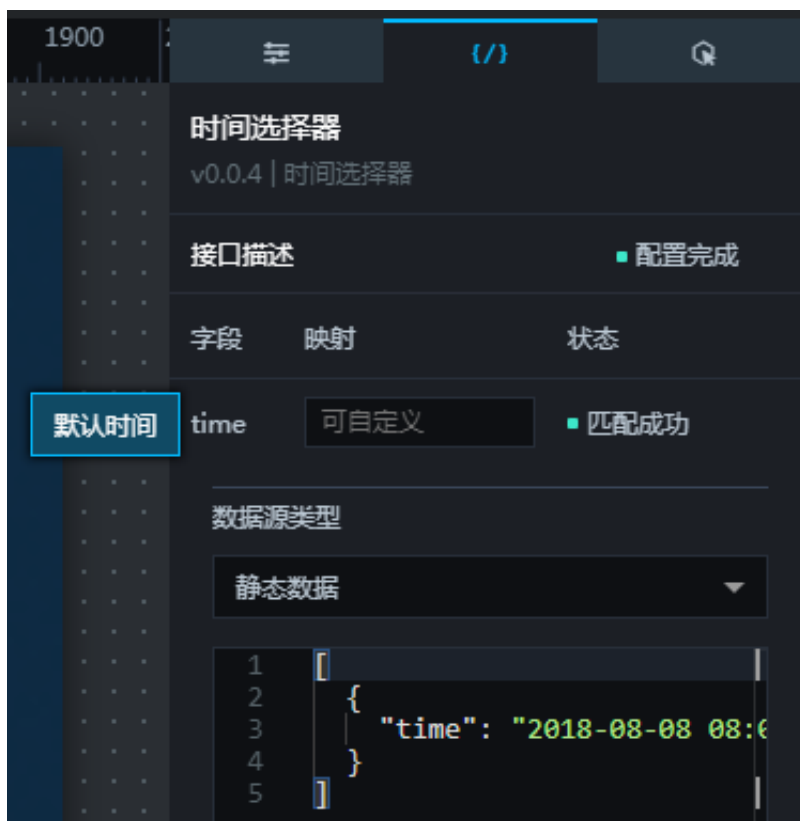 1900
{/}
时间选择器
v0.0.4 | 时间选择器
接口描述 配置完成
字段 映射 状态
默认时间 time 可自定义 匹配成功
数据源类型
静态数据
1 [
2 {
3 "time": "2018-08-08 08:
4 }
5 ]